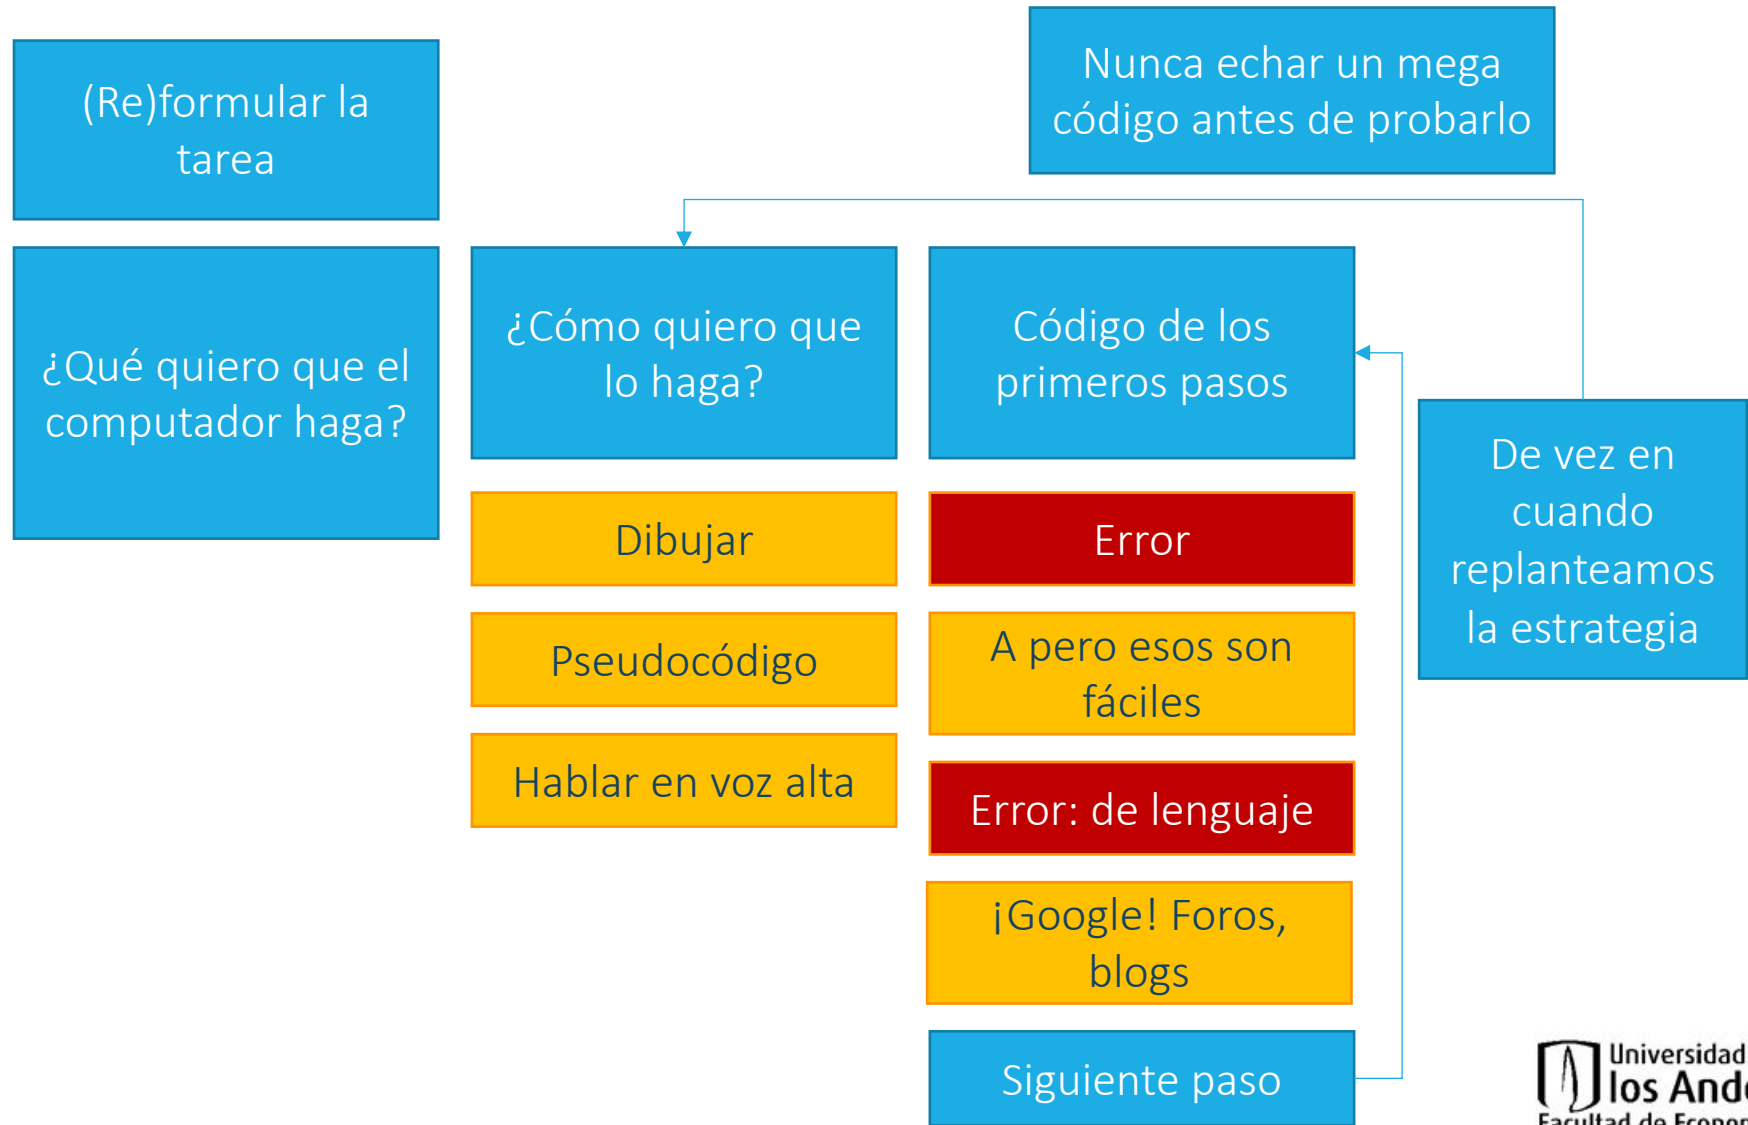 (Re)formular la
tarea
Nunca echar un mega
código antes de probarlo
¿Qué quiero que el
computador haga?
¿Cómo quiero que
lo haga?
Código de los
primeros pasos
De vez en
cuando
replanteamos
la estrategia
Dibujar
Pseudocódigo
Hablar en voz alta
Error
A pero esos son
fáciles
Error: de lenguaje
¡Google! Foros,
blogs
Siguiente paso
Universidad
los
Facultad de